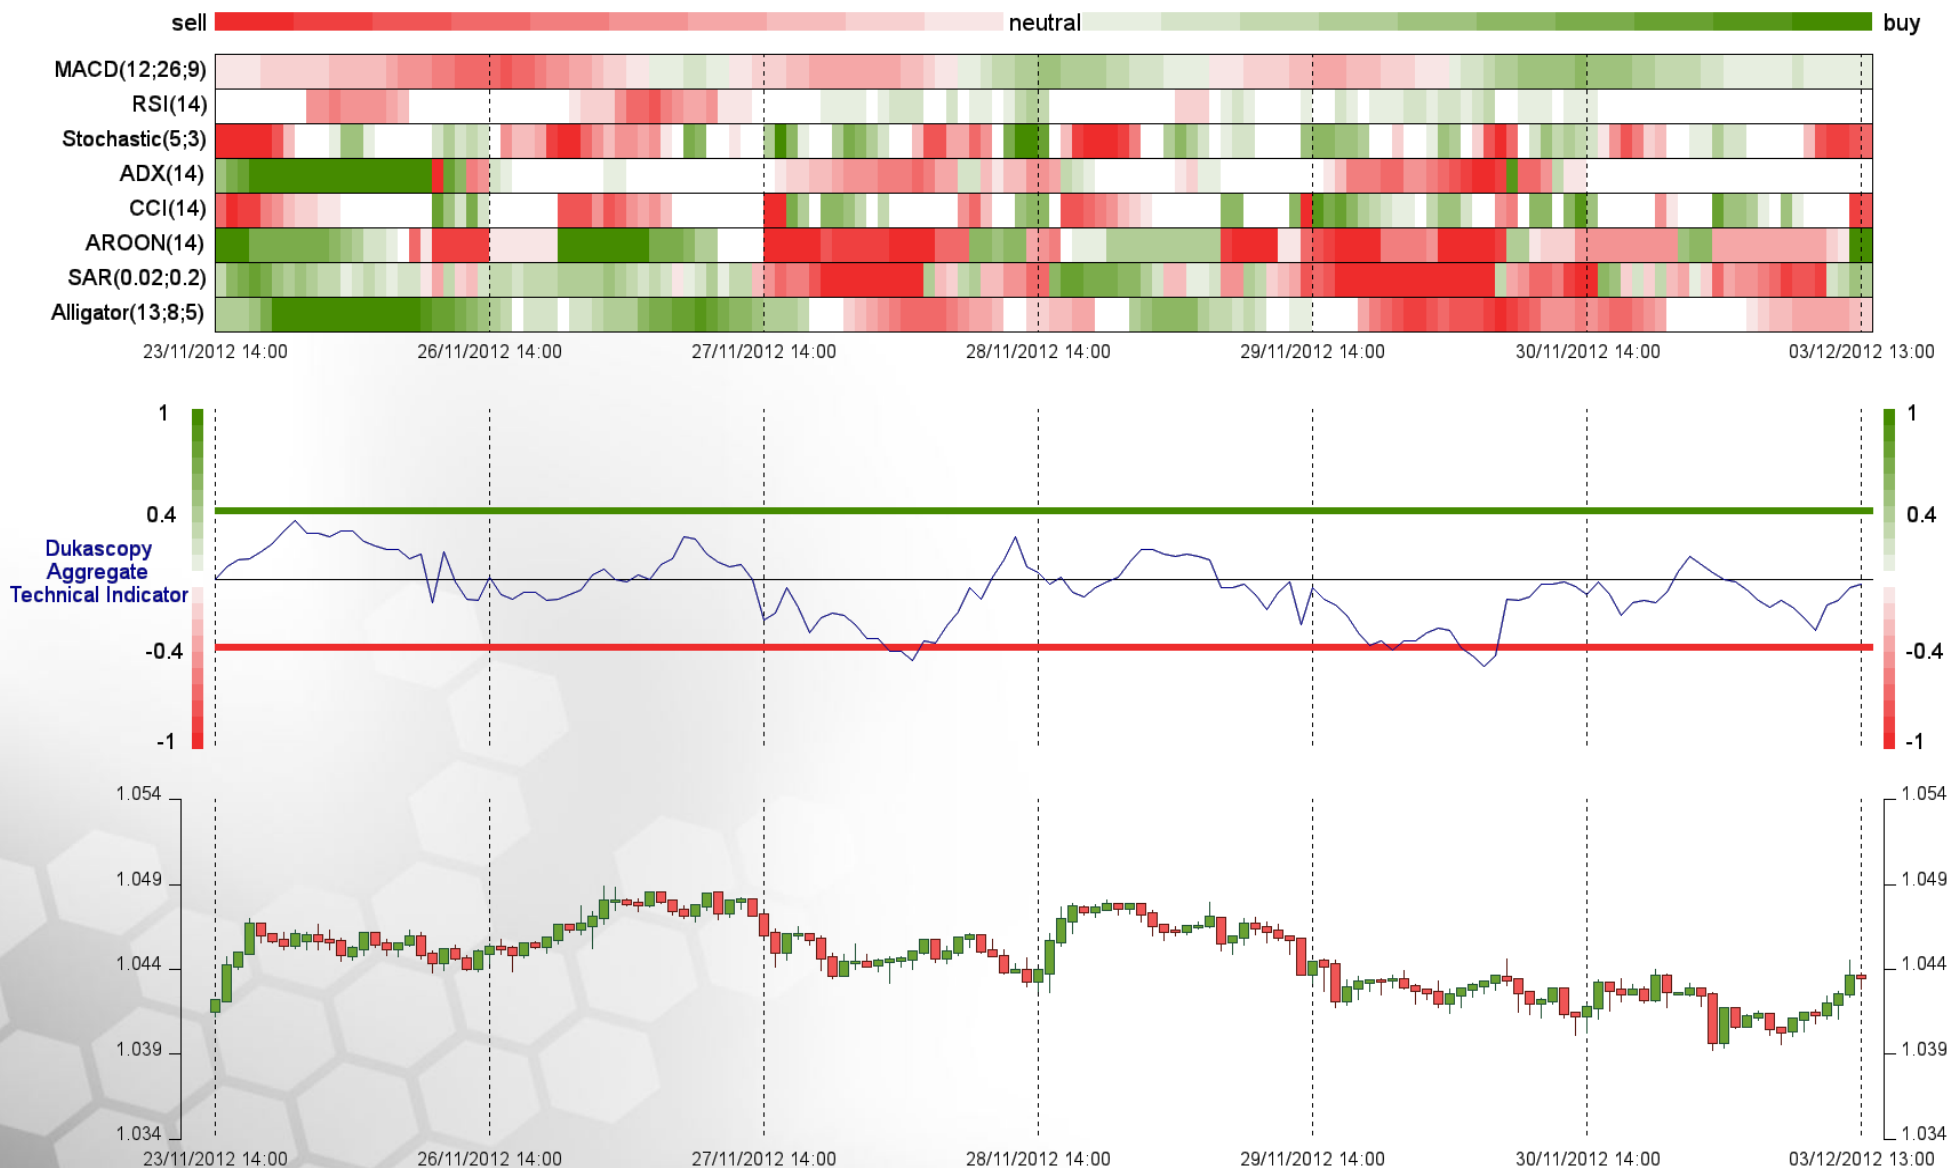 sell neutral buy
MACD(12;26;9)
RSI(14)
Stochastic(5;3)
ADX(14)
CCI(14)
AROON(14)
SAR(0.02;0.2)
Alligator(13;8;5)
23/11/2012 14:00 26/11/2012 14:00 27/11/2012 14:00 28/11/2012 14:00 29/11/2012 14:00 30/11/2012 14:00 03/12/2012 13:00
1 1
0.4 0.4
Dukascopy
Aggregate
Technical Indicator
-0.4 -0.4
-1 -1
1.054 1.054
1.049 1.049
1.044 1.044
1.039 1.039
1.034 1.034
23/11/2012 14:00 26/11/2012 14:00 27/11/2012 14:00 28/11/2012 14:00 29/11/2012 14:00 30/11/2012 14:00 03/12/2012 13:00